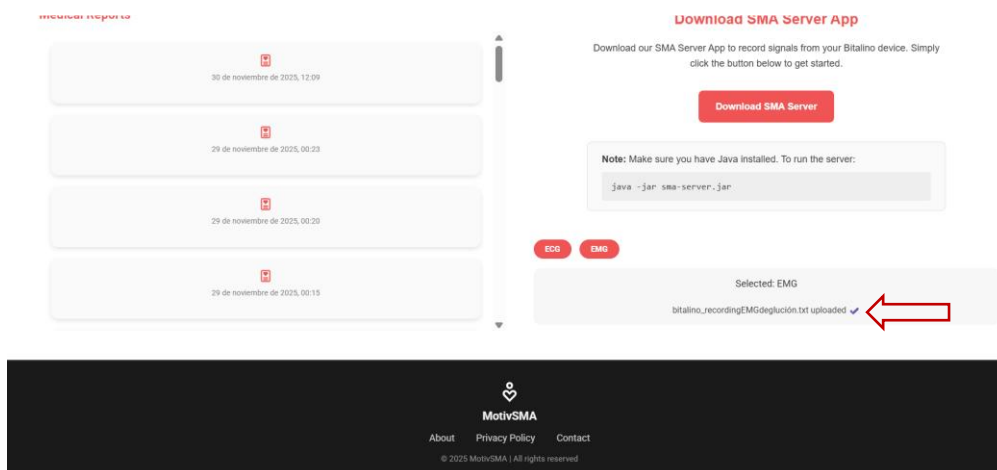 Medical Reports
30 de noviembre de 2025, 12:09
29 de noviembre de 2025, 00:23
29 de noviembre de 2025, 00:20
29 de noviembre de 2025, 00:15
Download SMA Server App
Download our SMA Server App to record signals from your Bitalino device. Simply
click the button below to get started.
Download SMA Server
Note: Make sure you have Java installed. To run the server:
java -jar sma-server.jar
ECG EMG
Selected: EMG
bitalino_recordingEMGdeglución.txt uploaded ✔
MotivSMA
About Privacy Policy Contact
© 2025 MotivSMA | All rights reserved